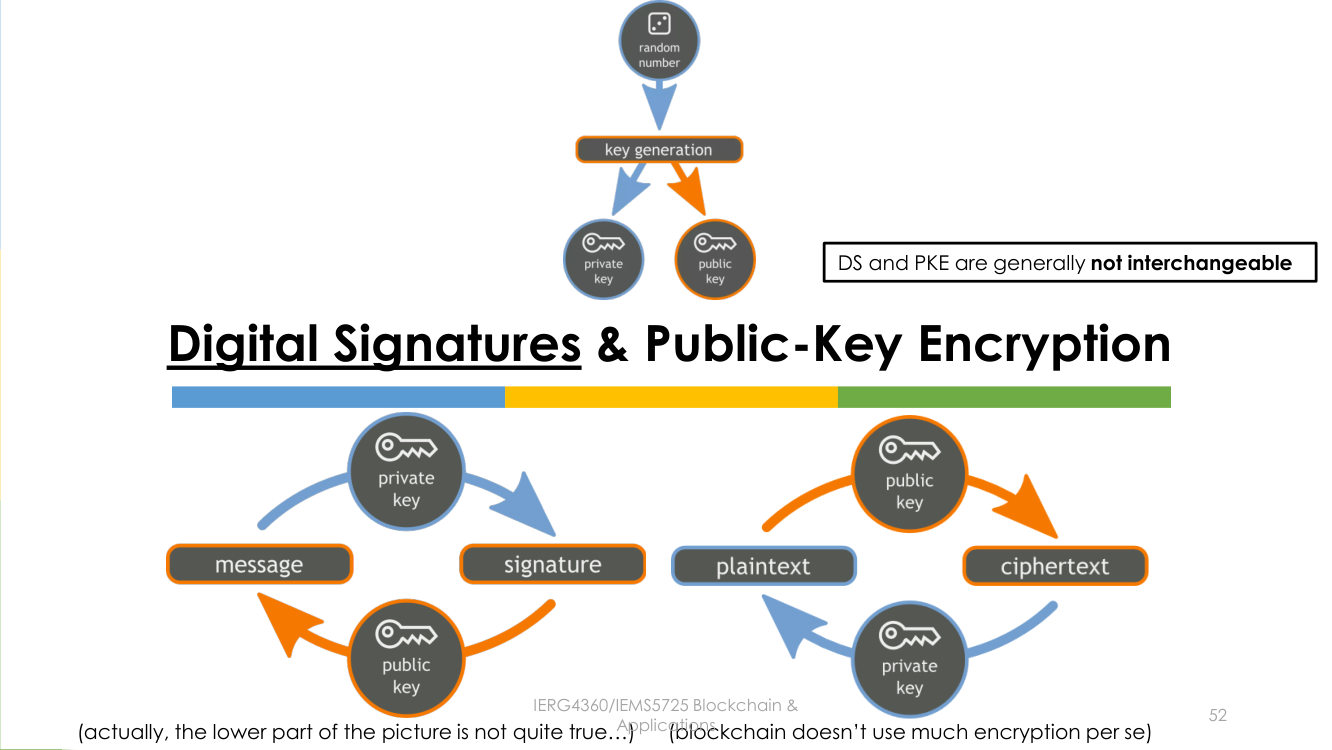 random
number
key generation
private
key
public
key
DS and PKE are generally not interchangeable
Digital Signatures & Public-Key Encryption
private
key
message
signature
public
key
public
key
plaintext
ciphertext
private
key
IERG4360/IEMS5725 Blockchain &
Applications
52
(actually, the lower part of the picture is not quite true…)
(blockchain doesn’t use much encryption per se)